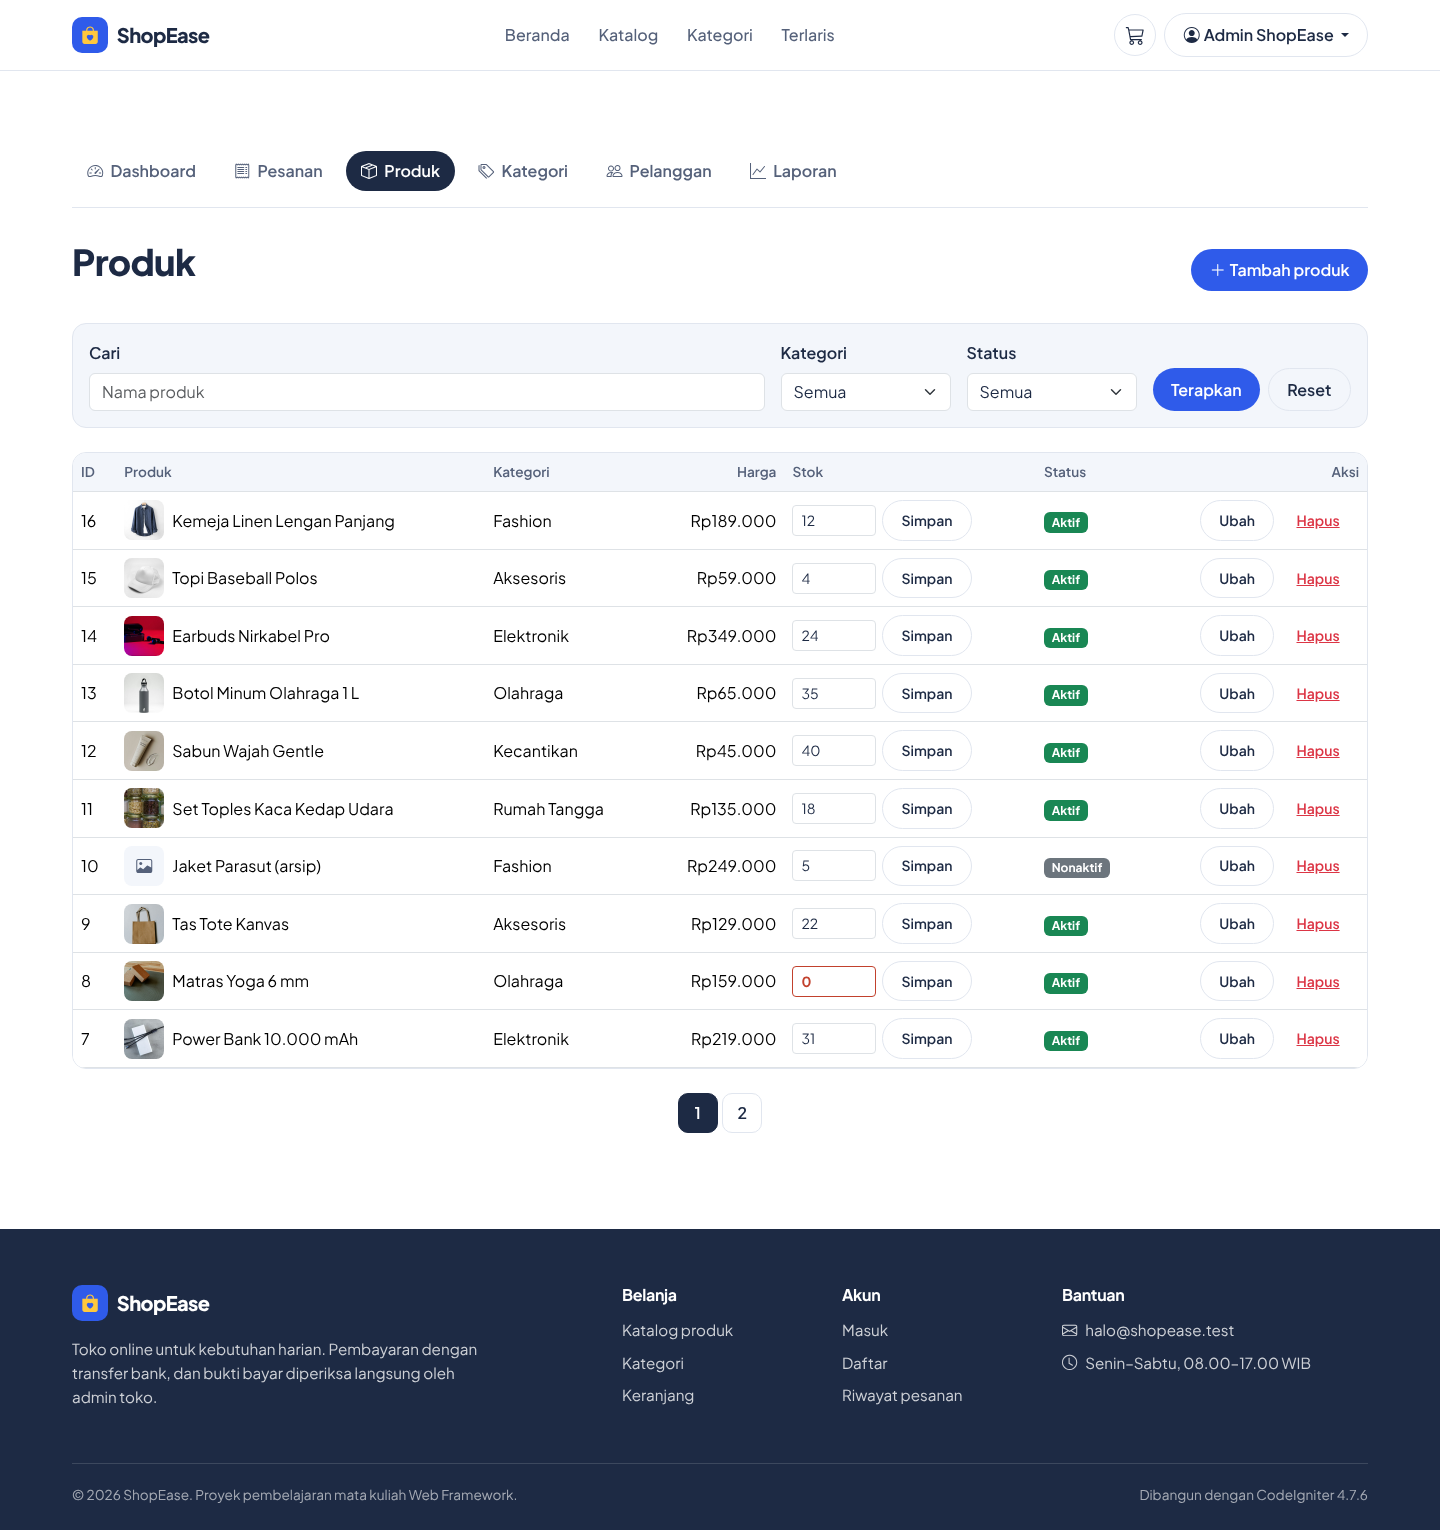 ShopEase
Beranda Katalog Kategori Terlaris
Admin ShopEase
Dashboard Pesanan Produk Kategori Pelanggan Laporan
Produk
+ Tambah produk
Cari Kategori Status
Nama produk Semua Semua Terapkan Reset
ID Produk Kategori Harga Stok Status Aksi
16 Kemeja Linen Lengan Panjang Fashion Rp189.000 12 Simpan Aktif Ubah Hapus
15 Topi Baseball Polos Aksesoris Rp59.000 4 Simpan Aktif Ubah Hapus
14 Earbuds Nirkabel Pro Elektronik Rp349.000 24 Simpan Aktif Ubah Hapus
13 Botol Minum Olahraga 1 L Olahraga Rp65.000 35 Simpan Aktif Ubah Hapus
12 Sabun Wajah Gentle Kecantikan Rp45.000 40 Simpan Aktif Ubah Hapus
11 Set Toples Kaca Kedap Udara Rumah Tangga Rp135.000 18 Simpan Aktif Ubah Hapus
10 Jaket Parasut (arsip) Fashion Rp249.000 5 Simpan Nonaktif Ubah Hapus
9 Tas Tote Kanvas Aksesoris Rp129.000 22 Simpan Aktif Ubah Hapus
8 Matras Yoga 6 mm Olahraga Rp159.000 0 Simpan Aktif Ubah Hapus
7 Power Bank 10.000 mAh Elektronik Rp219.000 31 Simpan Aktif Ubah Hapus
1 2
ShopEase
Toko online untuk kebutuhan harian. Pembayaran dengan
transfer bank, dan bukti bayar diperiksa langsung oleh
admin toko.
Belanja
Katalog produk
Kategori
Keranjang
Akun
Masuk
Daftar
Riwayat pesanan
Bantuan
halo@shopease.test
Senin–Sabtu, 08.00–17.00 WIB
© 2026 ShopEase. Proyek pembelajaran mata kuliah Web Framework.
Dibangun dengan CodeIgniter 4.7.6